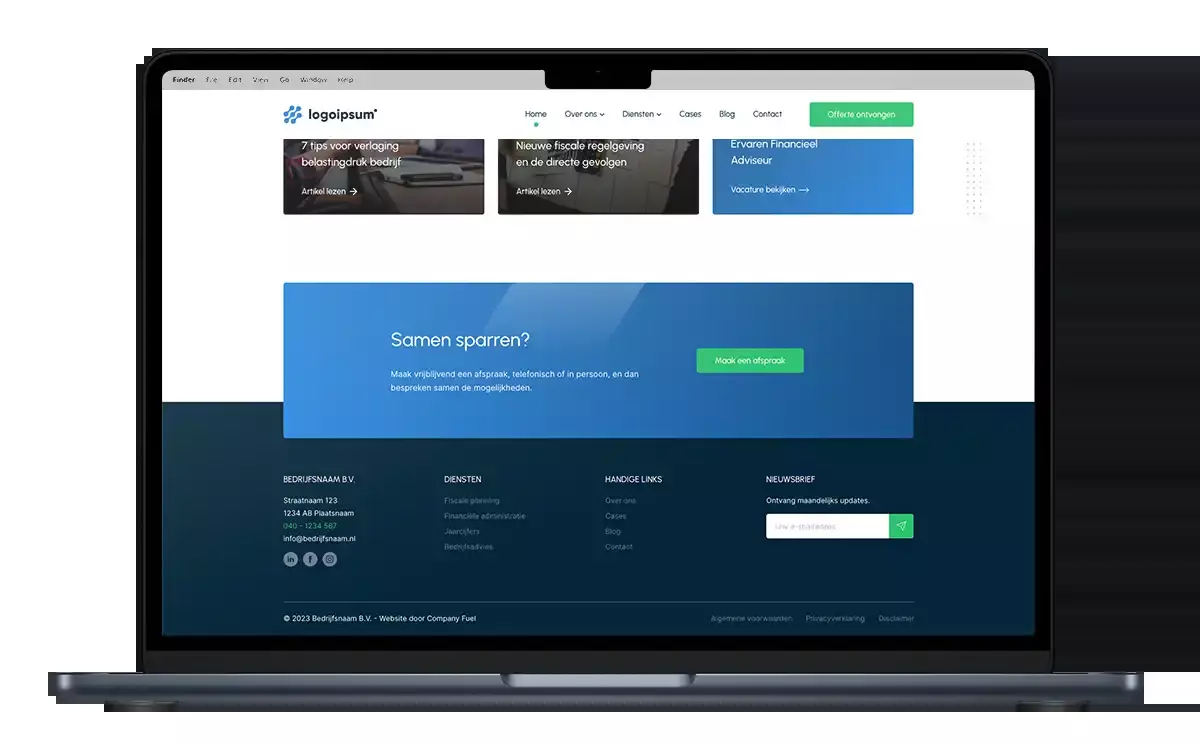 Finder File Edit View Go Window Help
logoipsum
Home Over ons Diensten Cases Blog Contact Offerte ontvangen
7 tips voor verlaging
belastingdruk bedrijf
Artikel lezen
Nieuwe fiscale regelgeving
en de directe gevolgen
Artikel lezen
Ervaren Financieel
Adviseur
Vacature bekijken
Samen sparren?
Maak vrijblijvend een afspraak, telefonisch of in persoon, en dan
bespreken samen de mogelijkheden.
Maak een afspraak
BEDRIJFSNAAM B.V.
Straatnaam 123
1234 AB Plaatsnaam
040 - 1234 567
info@bedrijfsnaam.nl
DIENSTEN
Fiscale planning
Financiële administratie
Jaarcijfers
Bedrijfsadvies
HANDIGE LINKS
Over ons
Cases
Blog
Contact
NIEUWSBRIEF
Ontvang maandelijks updates.
Uw e-mailadres
© 2023 Bedrijfsnaam B.V. - Website door Company Fuel
Algemene voorwaarden Privacyverklaring Disclaimer